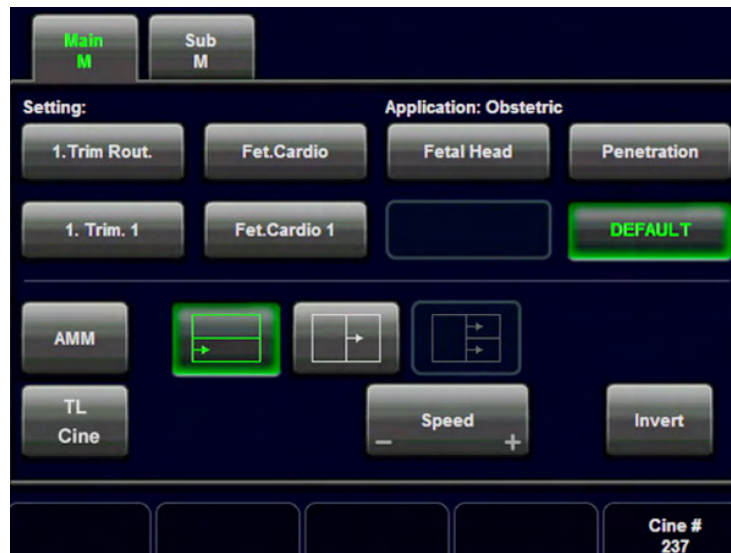 Main
M
Sub
M
Setting:
Application: Obstetric
1.Trim Rout.
Fet.Cardio
Fetal Head
Penetration
1. Trim. 1
Fet.Cardio 1
DEFAULT
AMM
TL
Cine
Speed
− +
Invert
Cine #
237